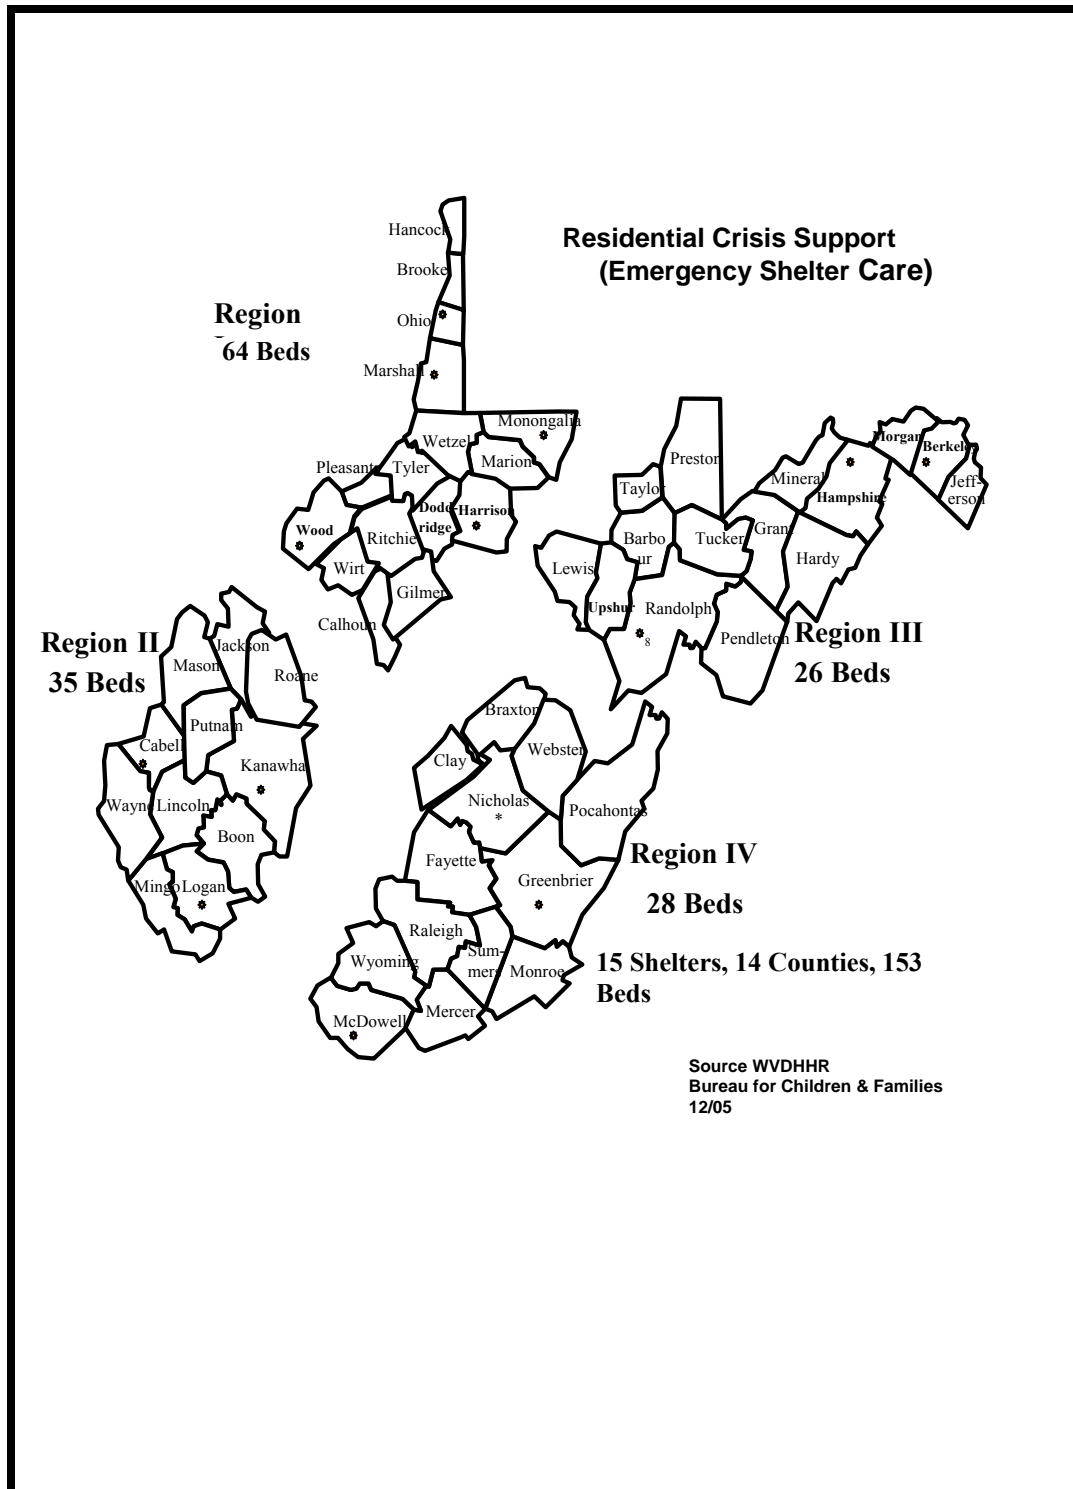 Residential Crisis Support
(Emergency Shelter Care)
Hancock
Brooke
Region
64 Beds
Ohio
Marshall
Monongalia
Wetzel
Marion
Pleasants
Tyler
Wood
Dodd-
ridge
Harrison
Ritchie
Wirt
Gilmer
Calhoun
Preston
Taylor
Barbo
ur
Tucker
Lewis
Upshur
Randolph
8
Pendleton
Mineral
Grant
Hampshire
Hardy
Morgan
Berkeley
Jeff-
erson
Region III
26 Beds
Region II
35 Beds
Jackson
Mason
Roane
Putnam
Cabell
Kanawha
Wayne
Lincoln
Boon
Mingo
Logan
Braxton
Clay
Webster
Nicholas
*
Pocahontas
Fayette
Greenbrier
Raleigh
Sum-
mers
Wyoming
Monroe
McDowell
Mercer
Region IV
28 Beds
15 Shelters, 14 Counties, 153
Beds
Source WVDHHR
Bureau for Children & Families
12/05